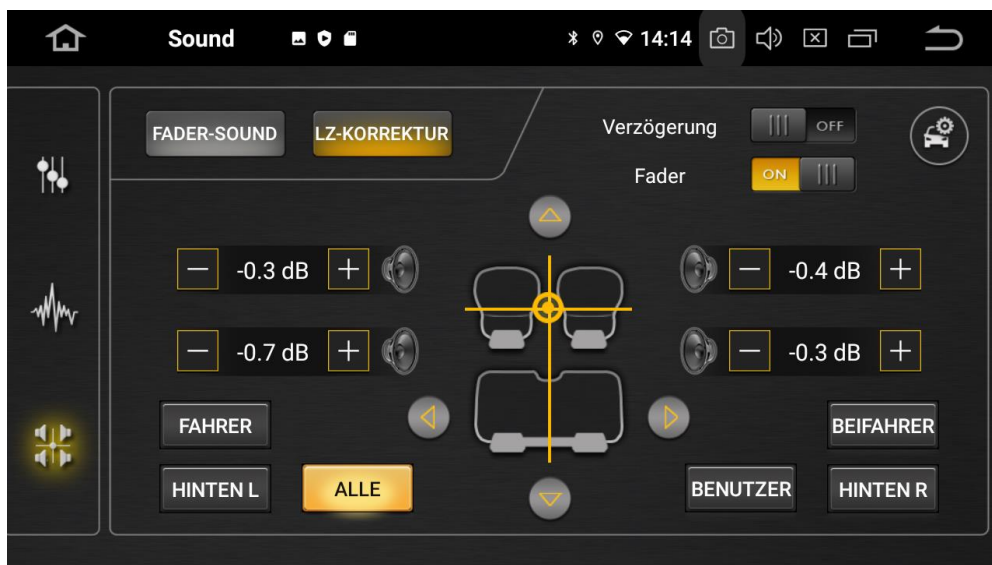 Sound
14:14
FADER-SOUND
LZ-KORREKTUR
Verzögerung
OFF
Fader
ON
-0.3 dB
-0.4 dB
-0.7 dB
-0.3 dB
FAHRER
BEIFAHRER
HINTEN L
ALLE
BENUTZER
HINTEN R